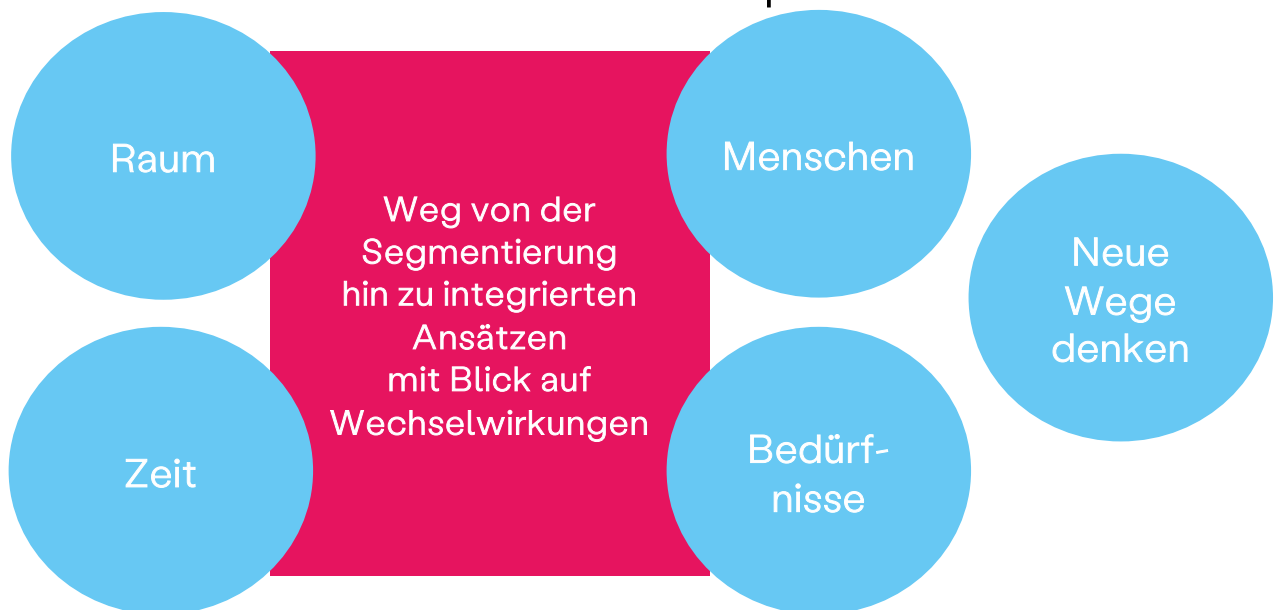 Raum
Zeit
Weg von der
Segmentierung
hin zu integrierten
Ansätzen
mit Blick auf
Wechselwirkungen
Menschen
Bedürf-
nisse
Neue
Wege
denken